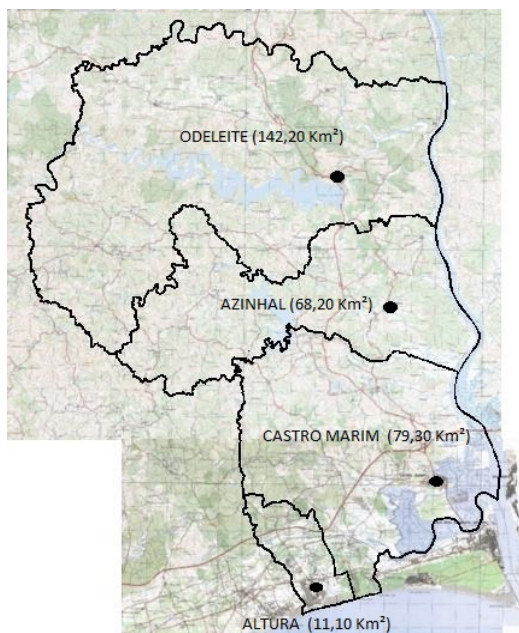 ODELEITE (142,20 Km²)
AZINHAL (68,20 Km²)
CASTRO MARIM (79,30 Km²)
ALTURA (11,10 Km²)